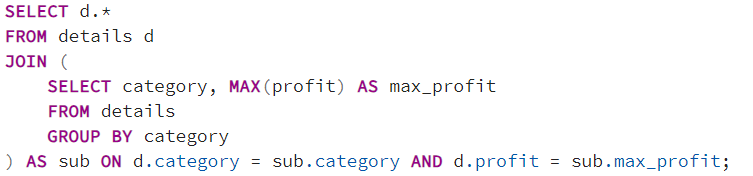 SELECT d.*
FROM details d
JOIN (
    SELECT category, MAX(profit) AS max_profit
    FROM details
    GROUP BY category
) AS sub ON d.category = sub.category AND d.profit = sub.max_profit;